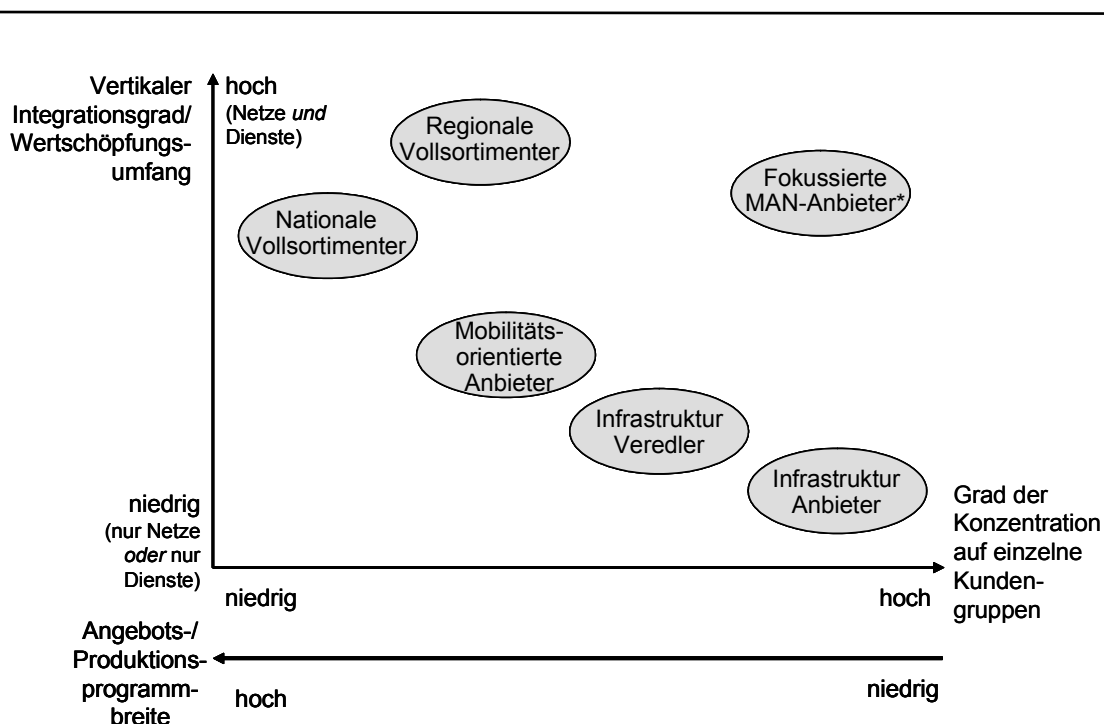 Vertikaler
Integrationsgrad/
Wertschöpfungs-
umfang
hoch
(Netze und
Dienste)
Regionale
Vollsortimenter
Fokussierte
MAN-Anbieter*
Nationale
Vollsortimenter
Mobilitäts-
orientierte
Anbieter
Infrastruktur
Veredler
Infrastruktur
Anbieter
niedrig
(nur Netze
oder nur
Dienste)
Grad der
Konzentration
auf einzelne
Kunden-
gruppen
niedrig
hoch
Angebots-/
Produktions-
programm-
breite
hoch
niedrig